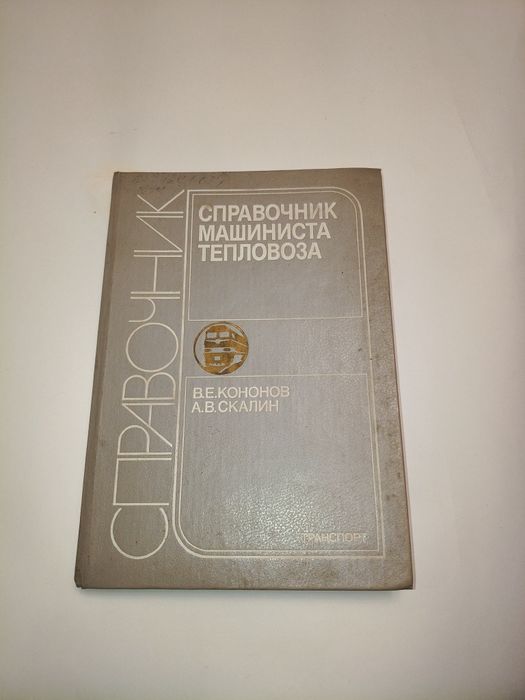 СПРАВОЧНИК
СПРАВОЧНИК
МАШИНИСТА
ТЕПЛОВОЗА
В.Е.КОНОНОВ
А.В.СКАЛИН
ТРАНСПОРТ